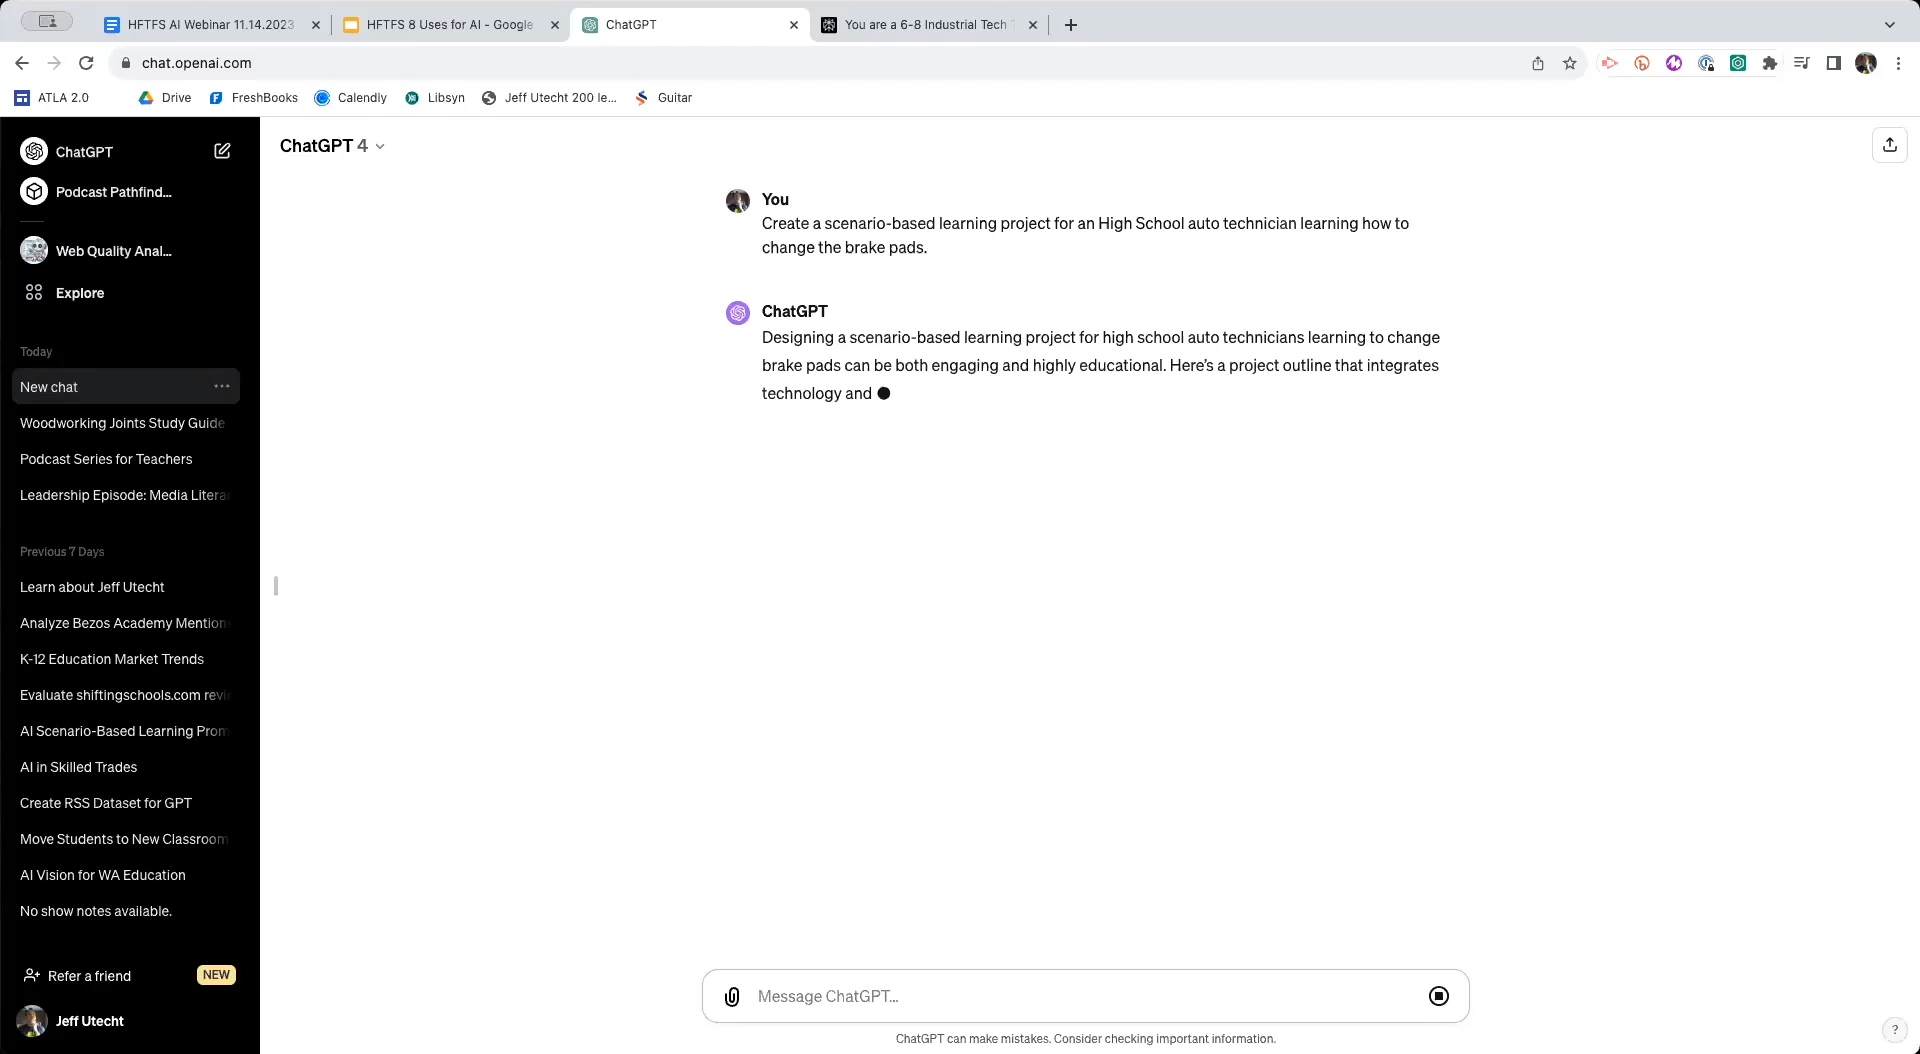 HFTFS AI Webinar 11.14.2023
HFTFS 8 Uses for AI - Google
ChatGPT
You are a 6-8 Industrial Tech
chat.openai.com
ATLA 2.0
Drive
FreshBooks
Calendly
Libsyn
Jeff Utecht 200 le...
Guitar
ChatGPT
Podcast Pathfind...
Web Quality Anal...
Explore
Today
New chat
Woodworking Joints Study Guide
Podcast Series for Teachers
Leadership Episode: Media Litera
Previous 7 Days
Learn about Jeff Utecht
Analyze Bezos Academy Mention
K-12 Education Market Trends
Evaluate shiftingschools.com revi
AI Scenario-Based Learning Prom
AI in Skilled Trades
Create RSS Dataset for GPT
Move Students to New Classroom
AI Vision for WA Education
No show notes available.
Refer a friend
NEW
Jeff Utecht
ChatGPT 4
You
Create a scenario-based learning project for an High School auto technician learning how to
change the brake pads.
ChatGPT
Designing a scenario-based learning project for high school auto technicians learning to change
brake pads can be both engaging and highly educational. Here's a project outline that integrates
technology and
Message ChatGPT...
ChatGPT can make mistakes. Consider checking important information.
?